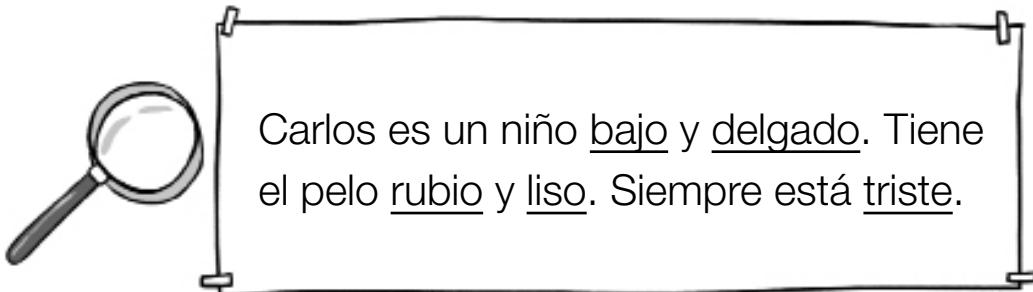 Carlos es un niño bajo y delgado. Tiene
el pelo rubio y liso. Siempre está triste.